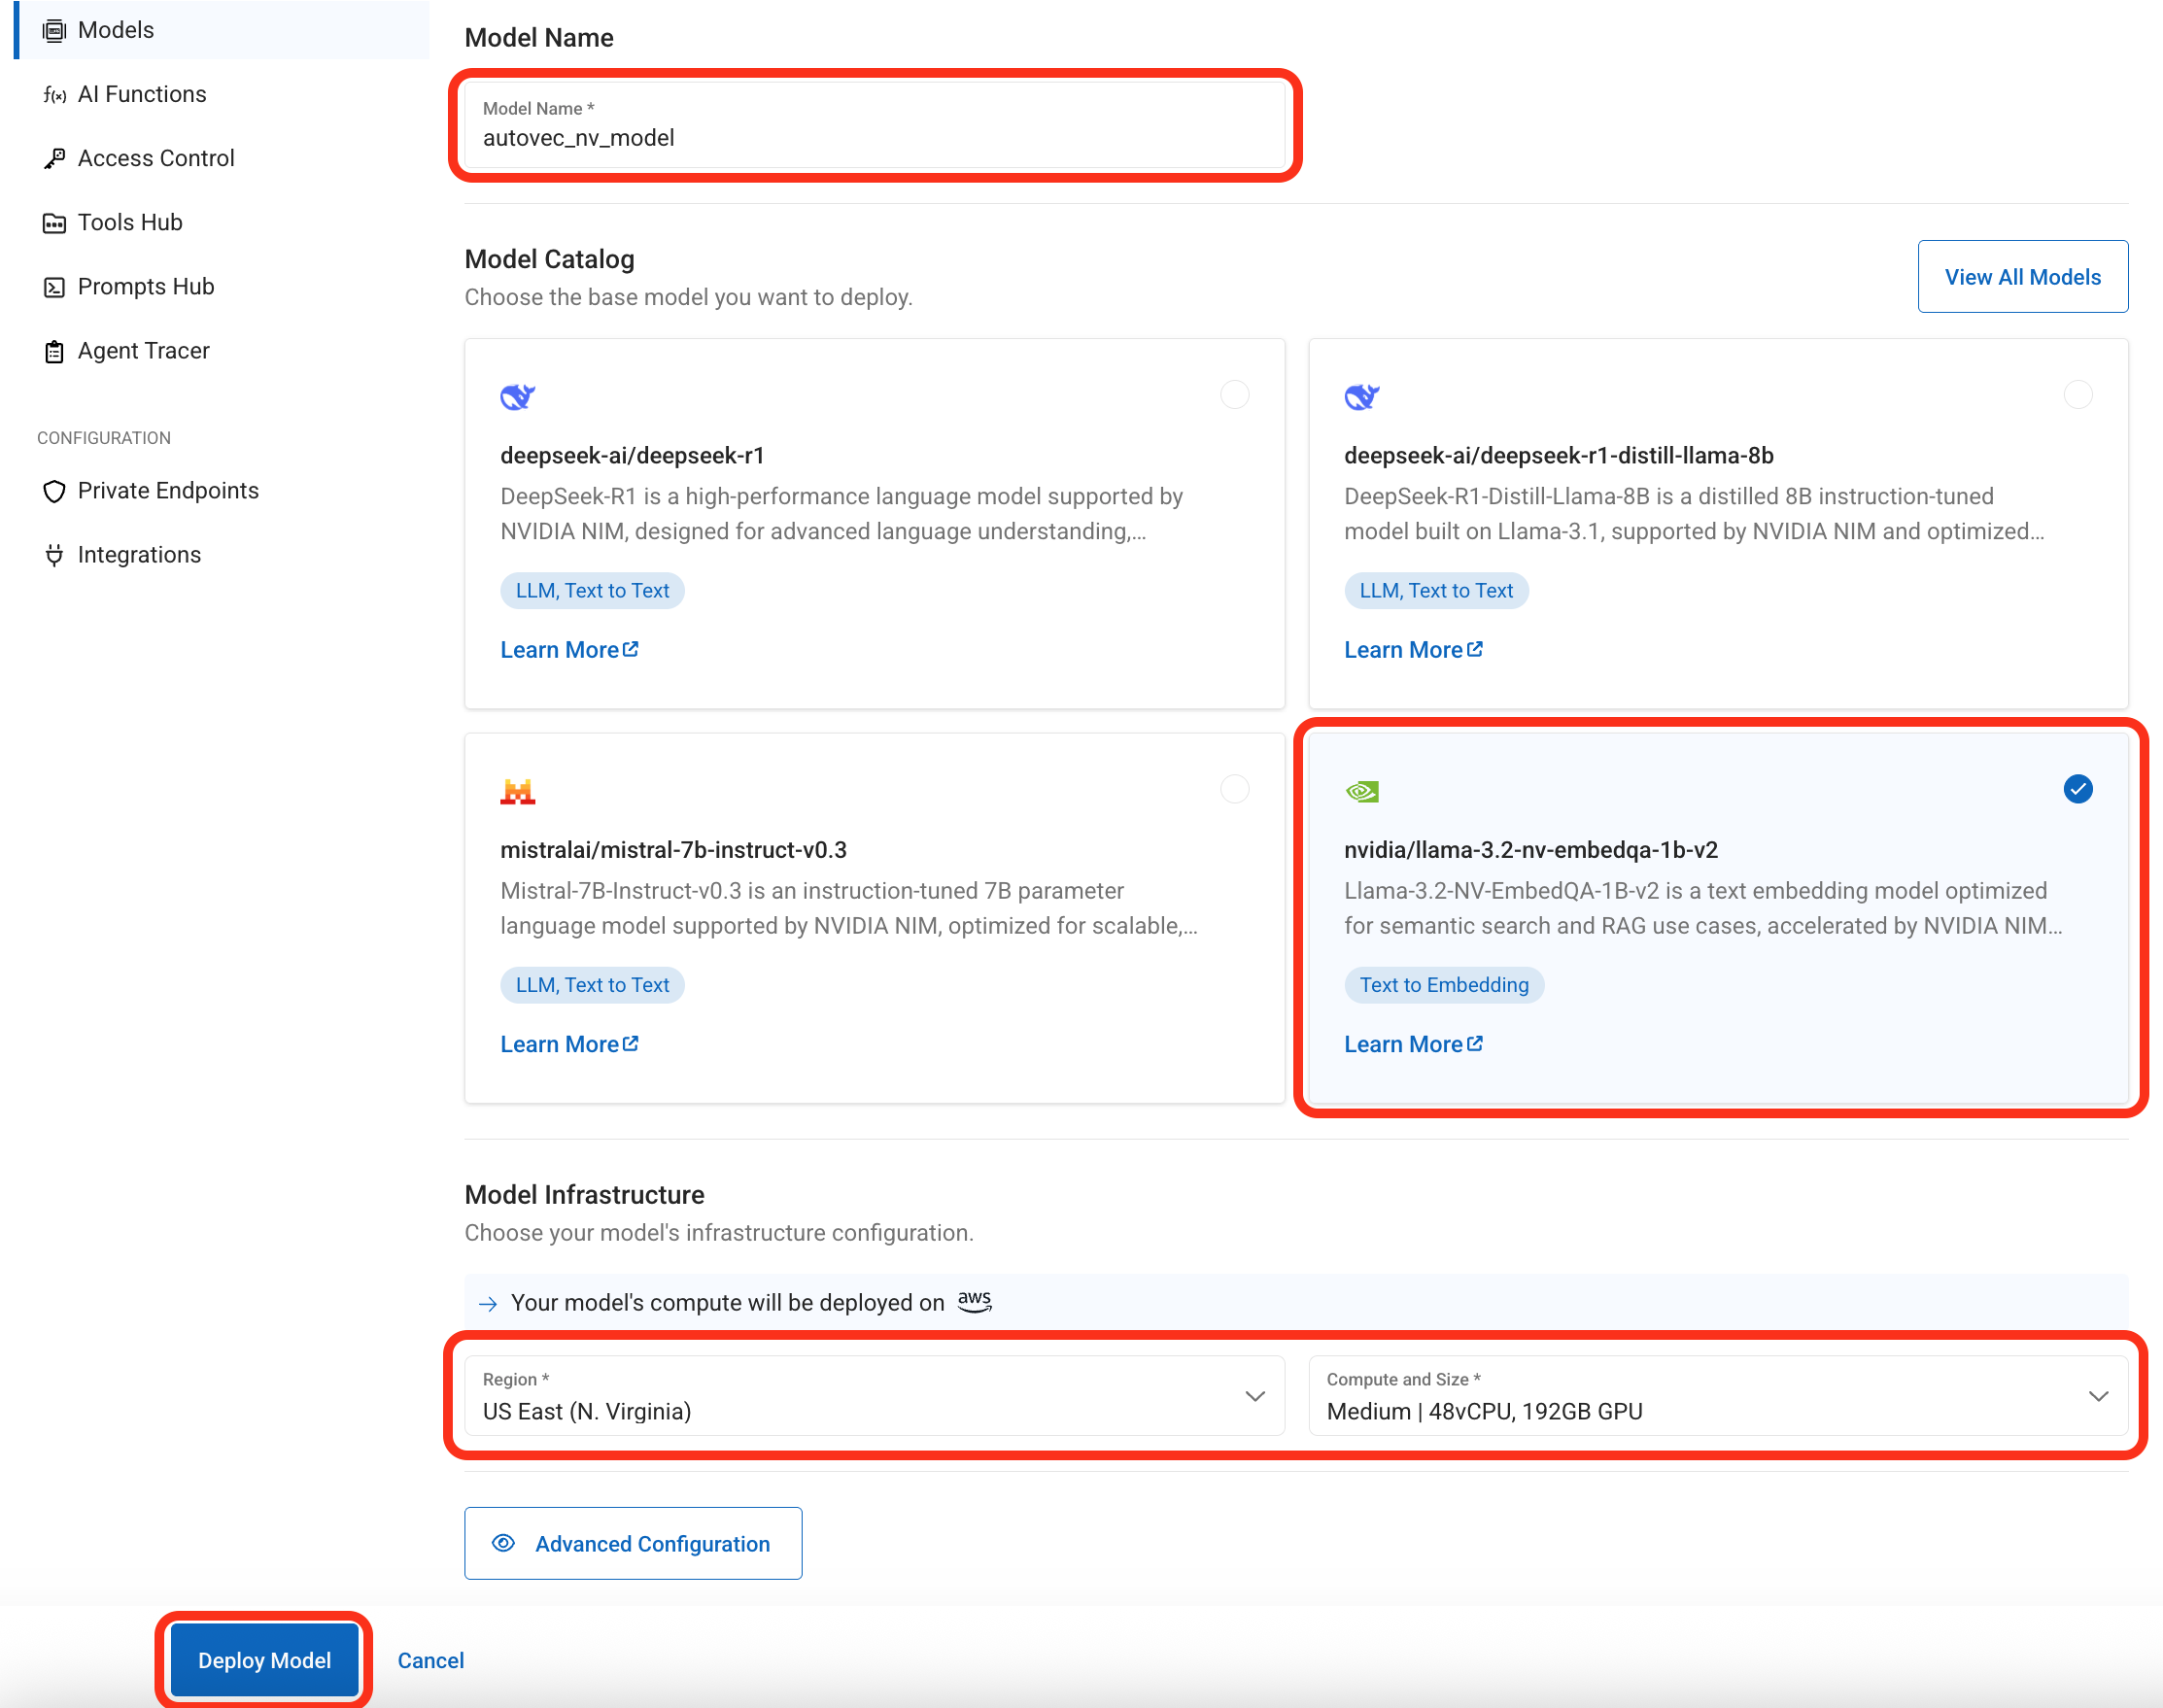 Models
AI Functions
Access Control
Tools Hub
Prompts Hub
Agent Tracer
CONFIGURATION
Private Endpoints
Integrations
Model Name
Model Name *
autovec_nv_model
Model Catalog
Choose the base model you want to deploy.
View All Models
deepseek-ai/deepseek-r1
DeepSeek-R1 is a high-performance language model supported by
NVIDIA NIM, designed for advanced language understanding,...
LLM, Text to Text
Learn More
deepseek-ai/deepseek-r1-distill-llama-8b
DeepSeek-R1-Distill-Llama-8B is a distilled 8B instruction-tuned
model built on Llama-3.1, supported by NVIDIA NIM and optimized...
LLM, Text to Text
Learn More
mistralai/mistral-7b-instruct-v0.3
Mistral-7B-Instruct-v0.3 is an instruction-tuned 7B parameter
language model supported by NVIDIA NIM, optimized for scalable,...
LLM, Text to Text
Learn More
nvidia/llama-3.2-nv-embedqa-1b-v2
Llama-3.2-NV-EmbedQA-1B-v2 is a text embedding model optimized
for semantic search and RAG use cases, accelerated by NVIDIA NIM...
Text to Embedding
Learn More
Model Infrastructure
Choose your model's infrastructure configuration.
Your model's compute will be deployed on aws
Region *
US East (N. Virginia)
Compute and Size *
Medium | 48vCPU, 192GB GPU
Advanced Configuration
Deploy Model
Cancel